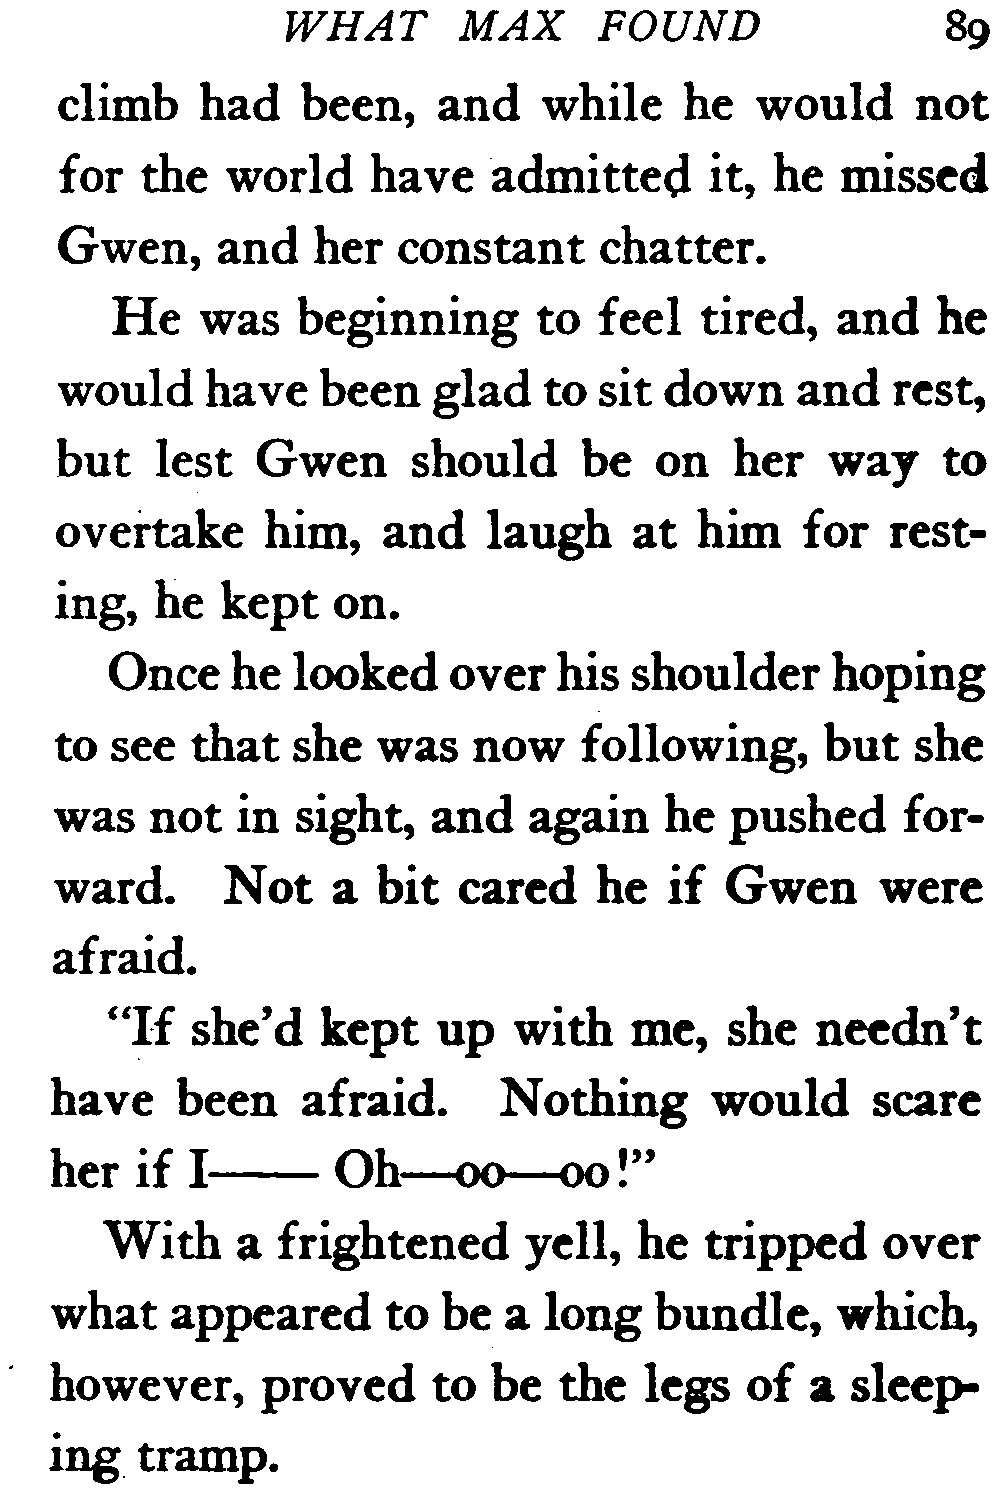 WHAT MAX FOUND 89
climb had been, and while he would not
for the world have admitted it, he missed
Gwen, and her constant chatter.
He was beginning to feel tired, and he
would have been glad to sit down and rest,
but lest Gwen should be on her way to
overtake him, and laugh at him for rest-
ing, he kept on.
Once he looked over his shoulder hoping
to see that she was now following, but she
was not in sight, and again he pushed for-
ward. Not a bit cared he if Gwen were
afraid.
"If she'd kept up with me, she needn't
have been afraid. Nothing would scare
her if I—— Oh—oo—oo!"
With a frightened yell, he tripped over
what appeared to be a long bundle, which,
however, proved to be the legs of a sleep-
ing tramp.